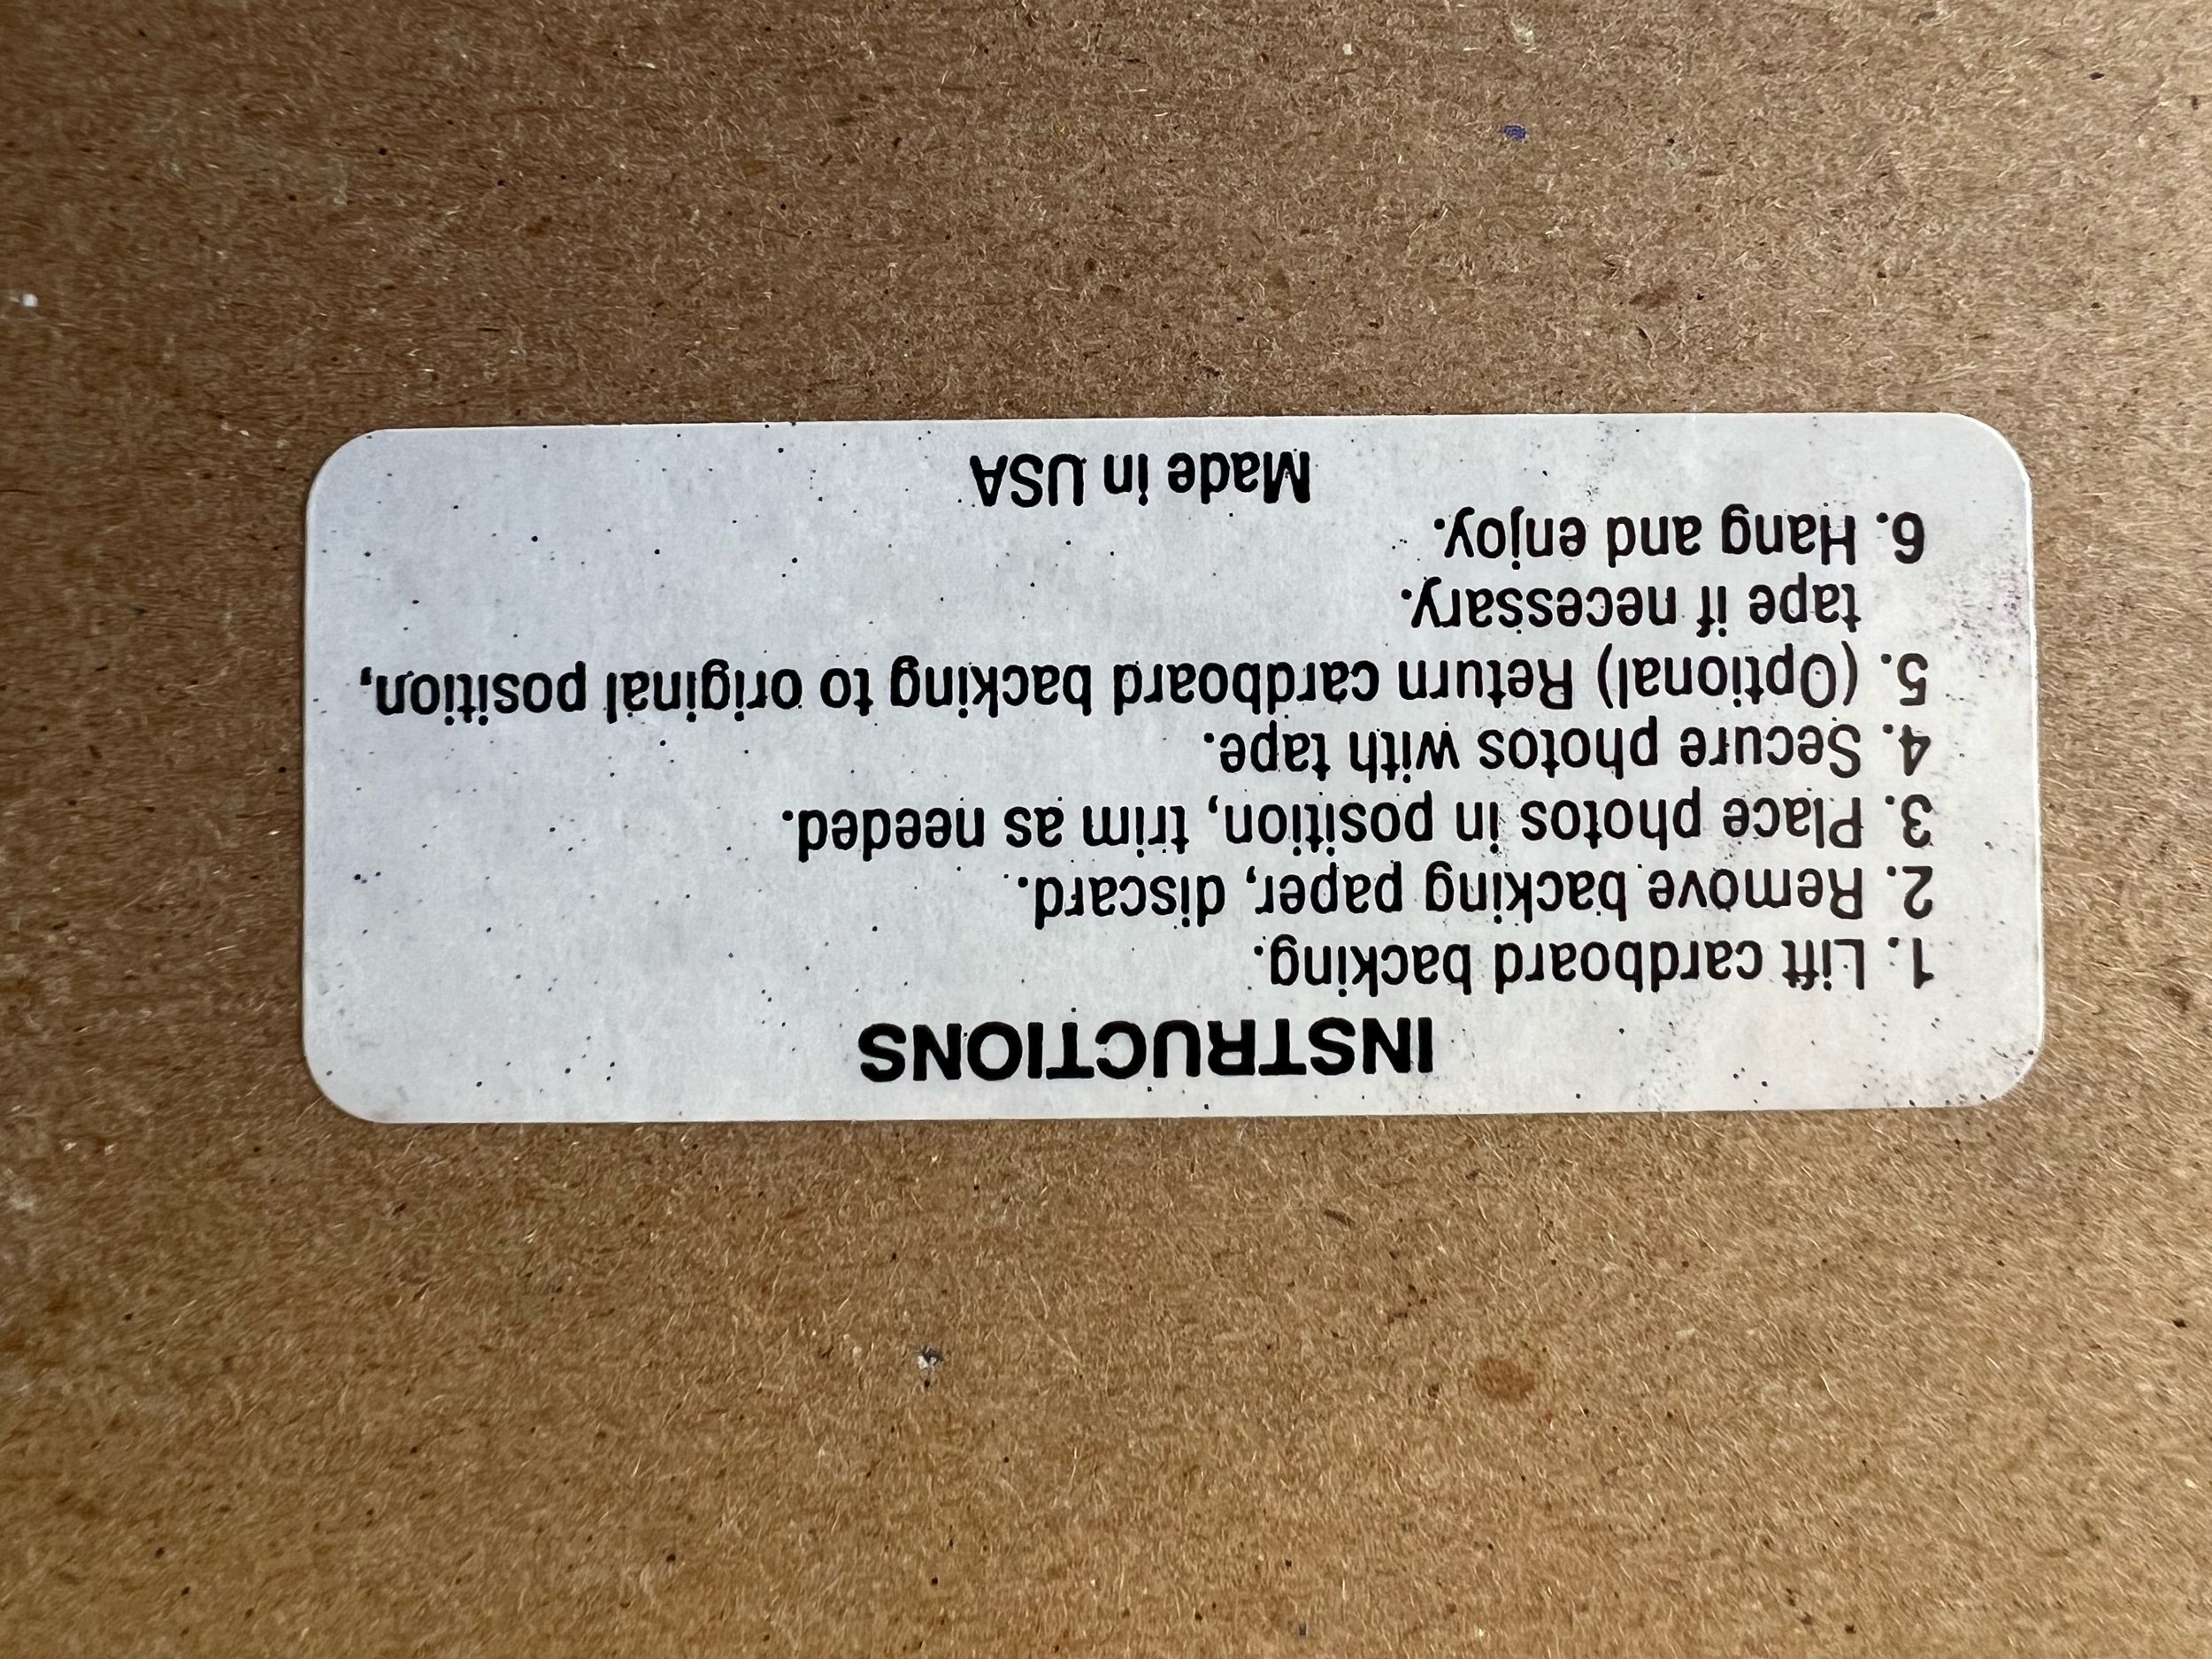 INSTRUCTIONS
1. Lift cardboard backing.
2. Remove backing paper, discard.
3. Place photos in position, trim as needed.
4. Secure photos with tape.
5. (Optional) Return cardboard backing to original position,
tape if necessary.
6. Hang and enjoy.
Made in USA